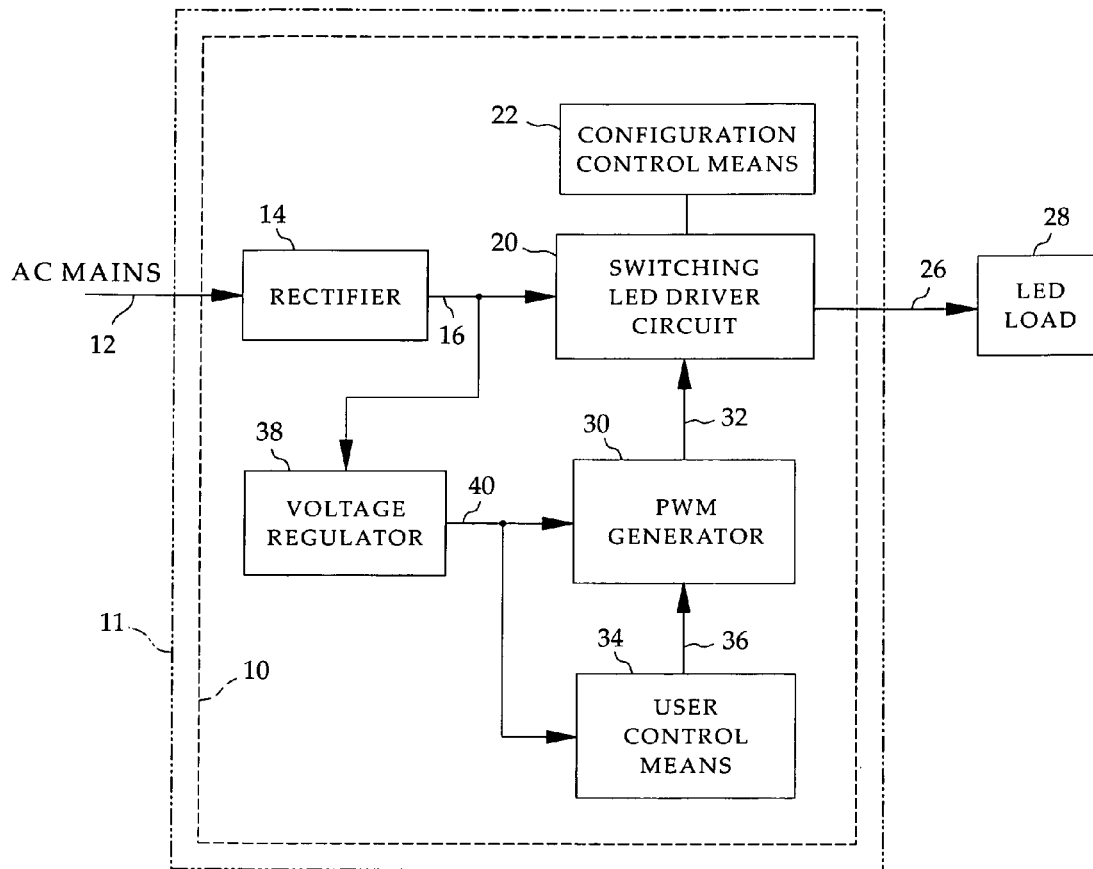 22
CONFIGURATION
CONTROL MEANS
14
20
28
AC MAINS
RECTIFIER
SWITCHING
LED DRIVER
CIRCUIT
26
LED
LOAD
12
16
32
38
30
VOLTAGE
REGULATOR
40
PWM
GENERATOR
11
34
36
10
USER
CONTROL
MEANS